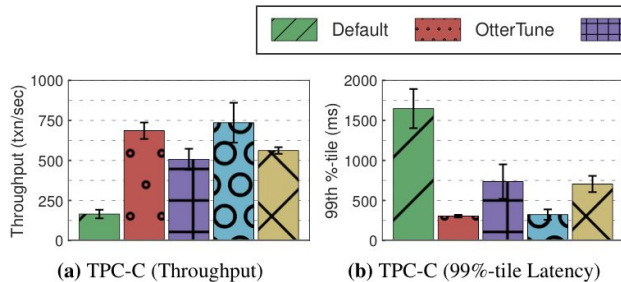 Default OtterTune
Throughput (txn/sec)
1000
750
500
250
0
(a) TPC-C (Throughput)
99th %-tile (ms)
2000
1500
1000
500
0
(b) TPC-C (99%-tile Latency)